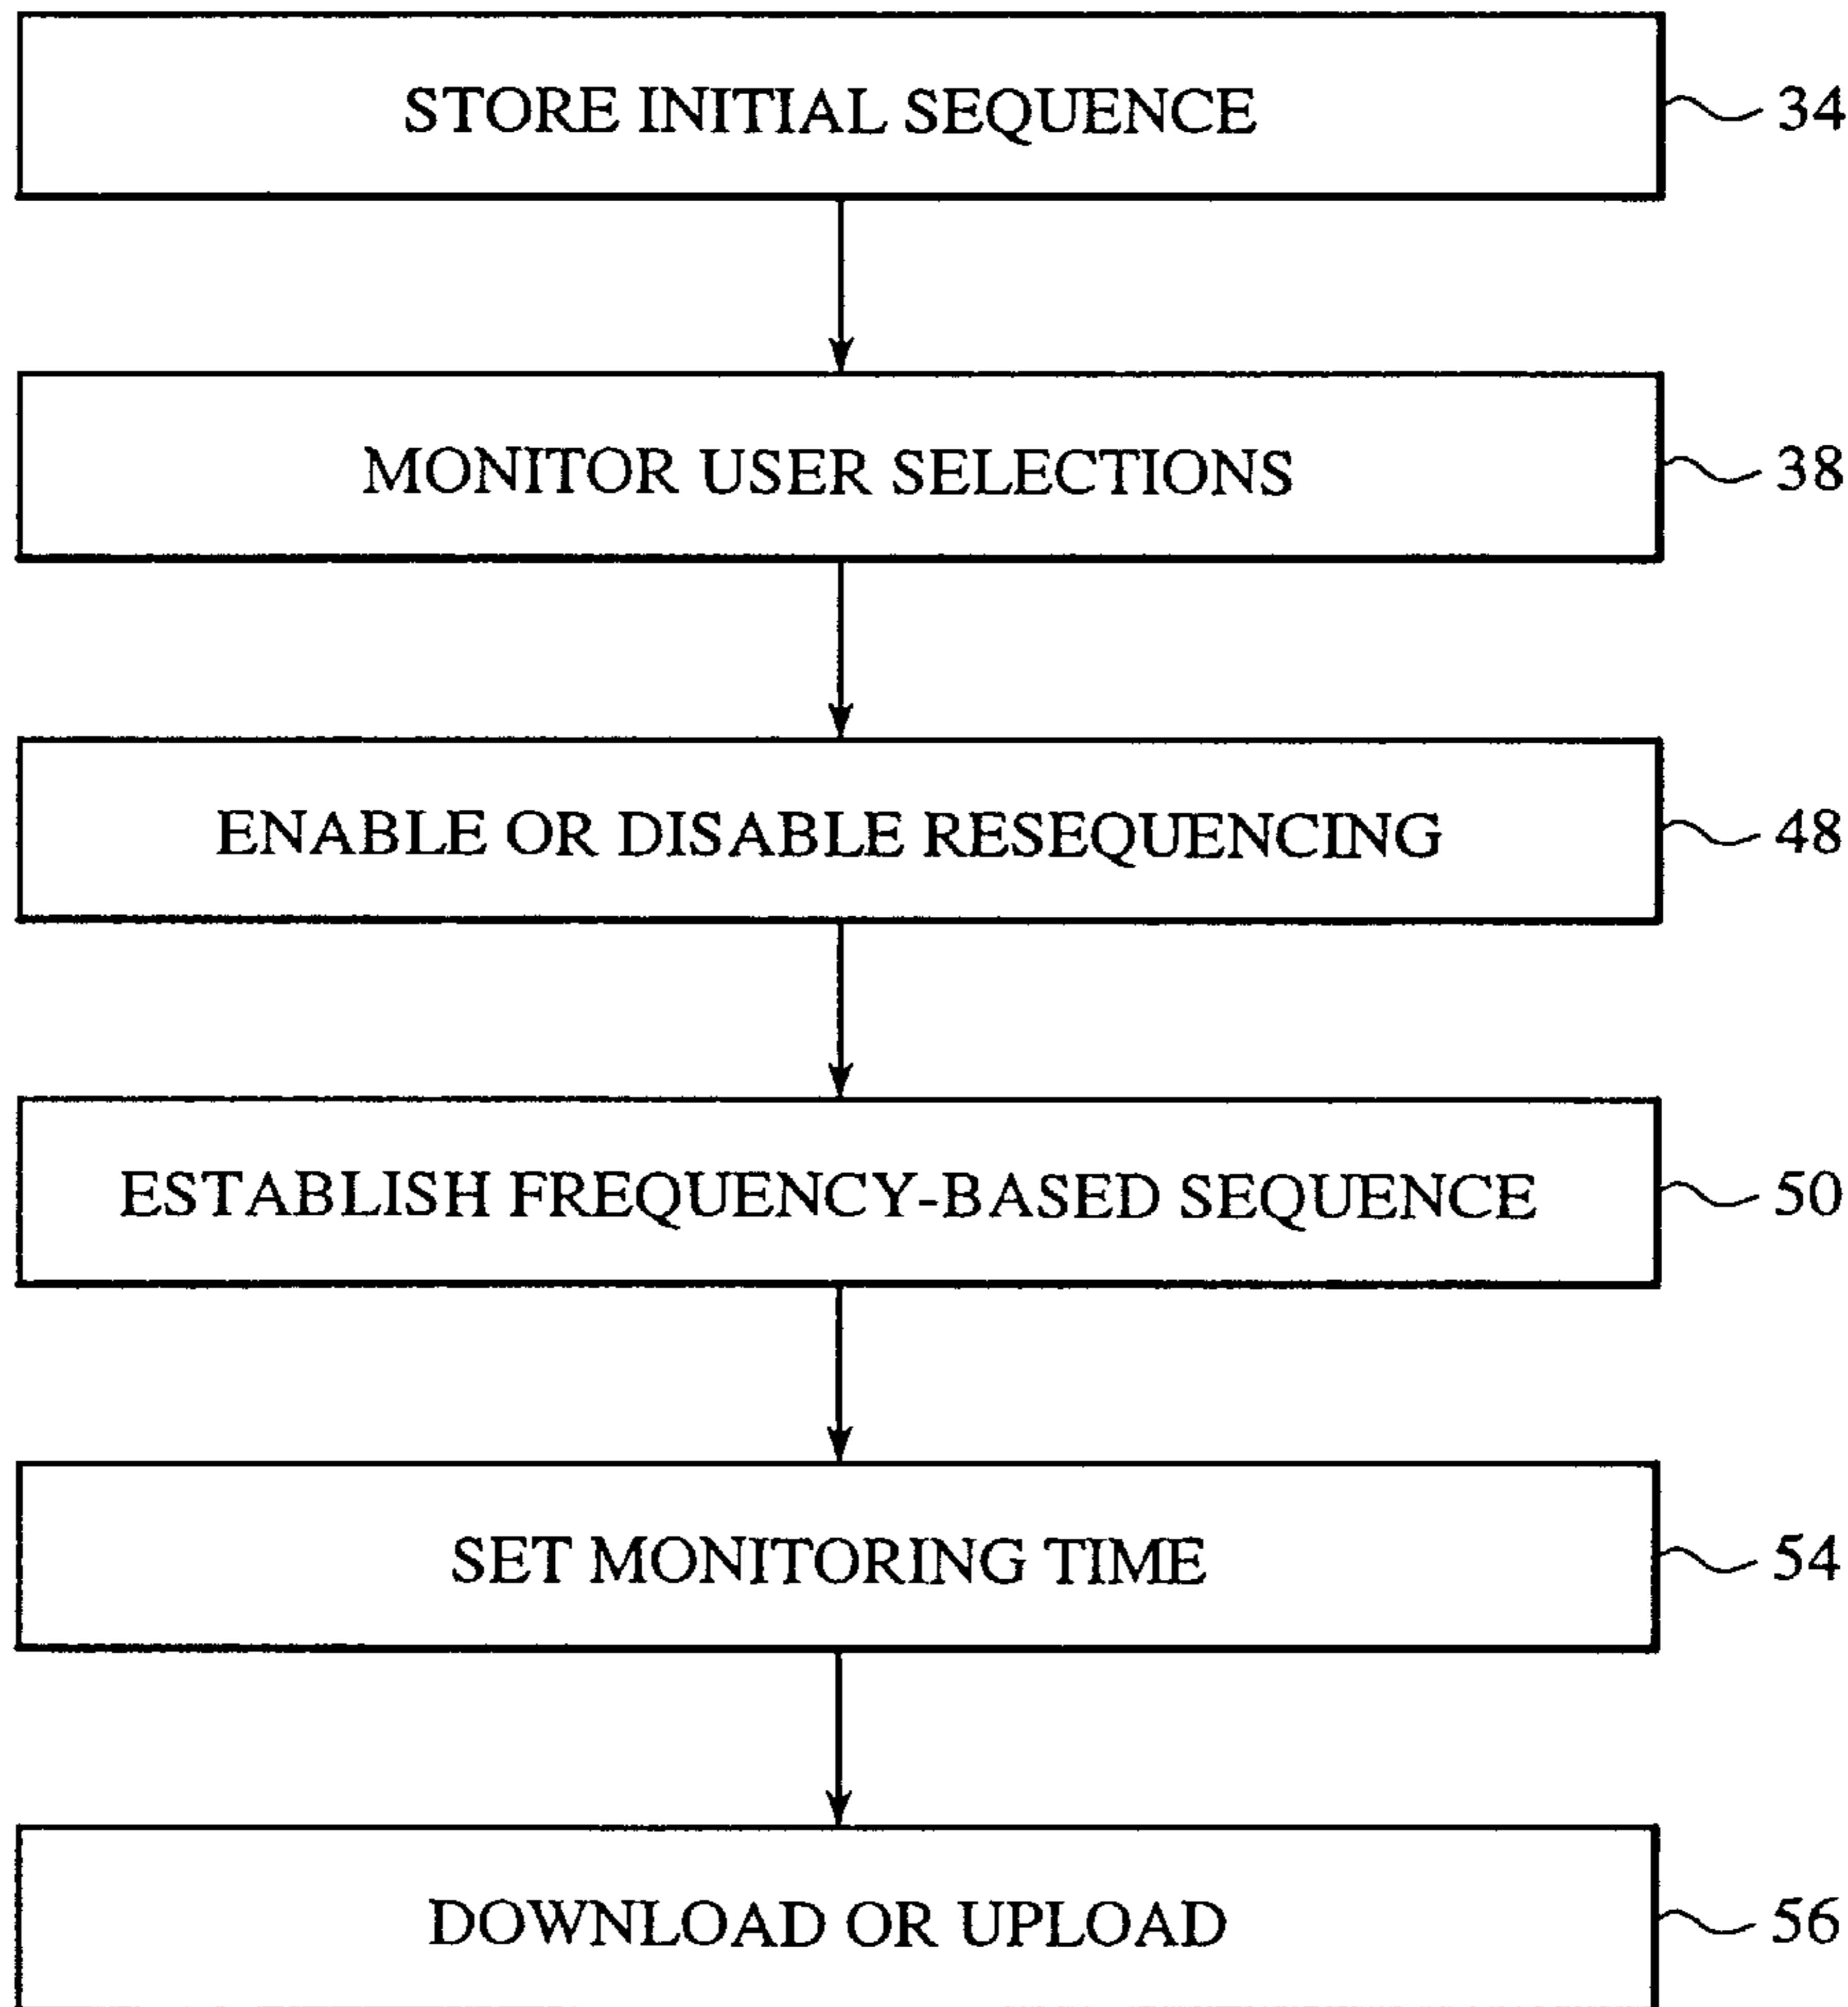 STORE INITIAL SEQUENCE 34
MONITOR USER SELECTIONS 38
ENABLE OR DISABLE RESEQUENCING 48
ESTABLISH FREQUENCY-BASED SEQUENCE 50
SET MONITORING TIME 54
DOWNLOAD OR UPLOAD 56